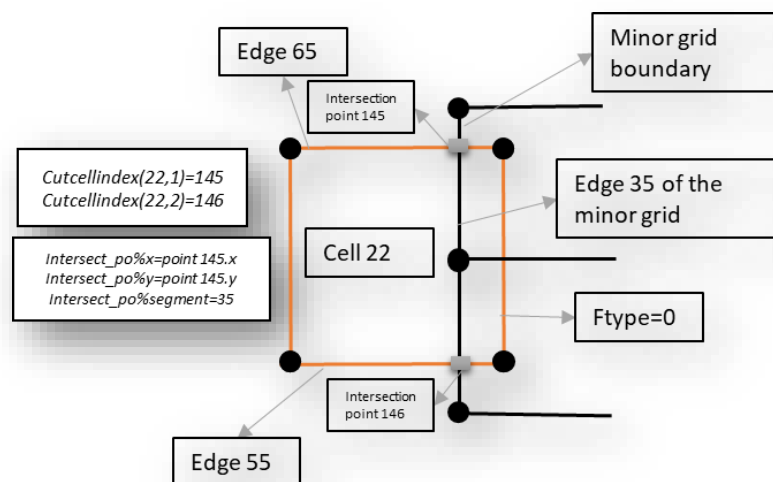 Edge 65
Minor grid
boundary
Intersection
point 145
Cutcellindex(22,1)=145
Cutcellindex(22,2)=146
Edge 35 of the
minor grid
Intersect_po%x=point 145.x
Intersect_po%y=point 145.y
Intersect_po%segment=35
Cell 22
Ftype=0
Intersection
point 146
Edge 55